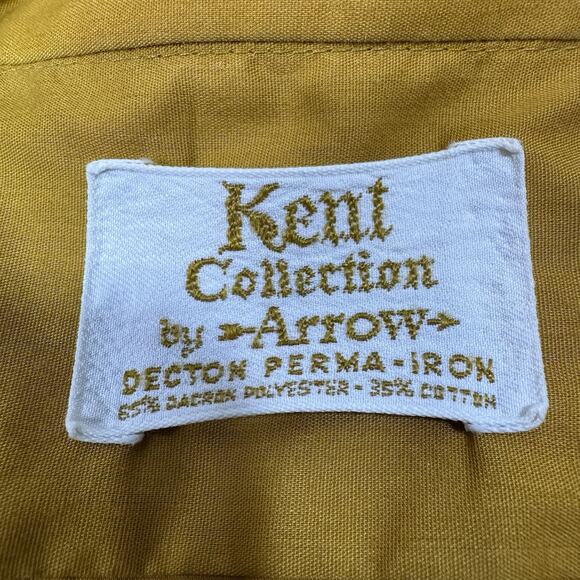 Kent
Collection
by Arrow
DECTON PERMA-IRON
65% DACRON POLYESTER - 35% COTTON